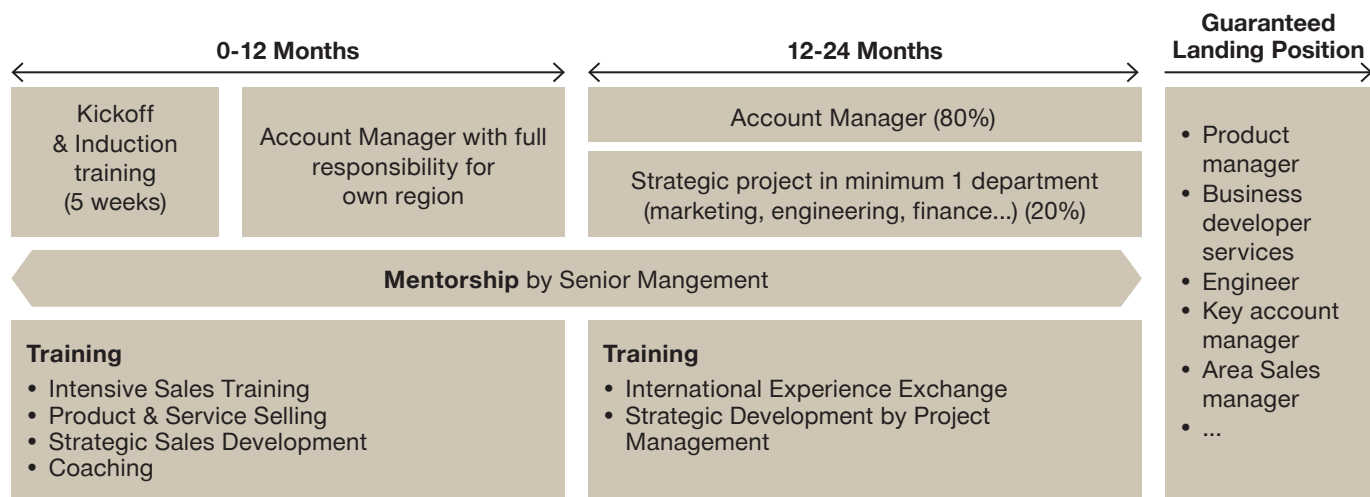 0-12 Months
12-24 Months
Guaranteed
Landing Position
Kickoff
& Induction
training
(5 weeks)
Account Manager with full
responsibility for
own region
Account Manager (80%)
Strategic project in minimum 1 department
(marketing, engineering, finance...) (20%)
Mentorship by Senior Mangement
Training
• Intensive Sales Training
• Product & Service Selling
• Strategic Sales Development
• Coaching
Training
• International Experience Exchange
• Strategic Development by Project
Management
• Product
manager
• Business
developer
services
• Engineer
• Key account
manager
• Area Sales
manager
• ...